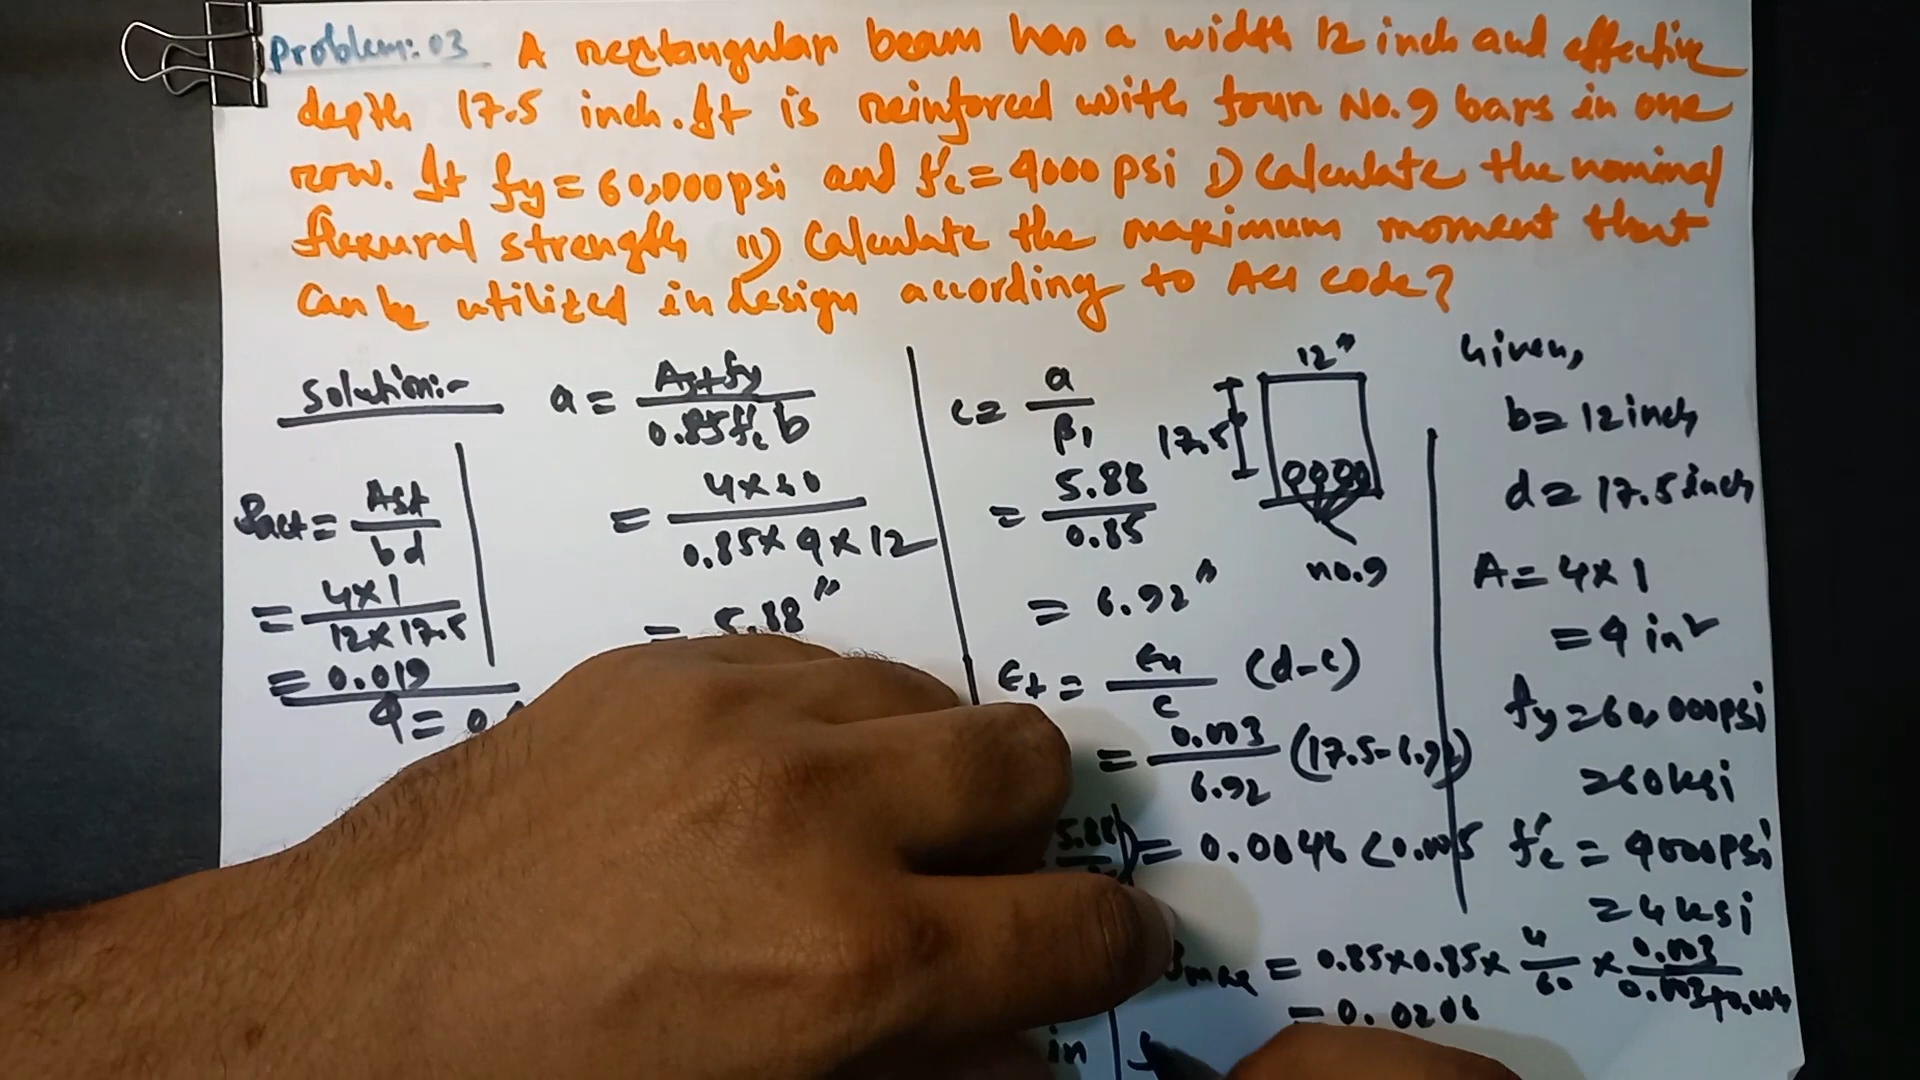 Problem: 03 A rectangular beam has a width 12 inch and effective
depth 17.5 inch. It is reinforced with four No. 9 bars in one
row. If fy = 60,000 psi and f'c = 4000 psi i) Calculate the nominal
flexural strength ii) Calculate the maximum moment that
can be utilized in design according to ACI code?
Solution:-
ρact = Ast / bd
= 4×1 / 12×17.5
= 0.019
a = Ast fy / 0.85 f'c b
= 4×60 / 0.85×4×12
= 5.88"
c = a / β1
= 5.88 / 0.85
= 6.92"
εt = εu / c (d-c)
= 0.003 / 6.92 (17.5-6.92)
= 0.0046 < 0.005
= 0.85×0.85× 4/60 × 0.003 / 0.003+0.004
= 0.0206
5.88
in
12"
17.5
no.9
Given,
b = 12 inch
d = 17.5 inch
A = 4×1
= 4 in²
fy = 60,000 psi
= 60 ksi
f'c = 4000 psi
= 4 ksi